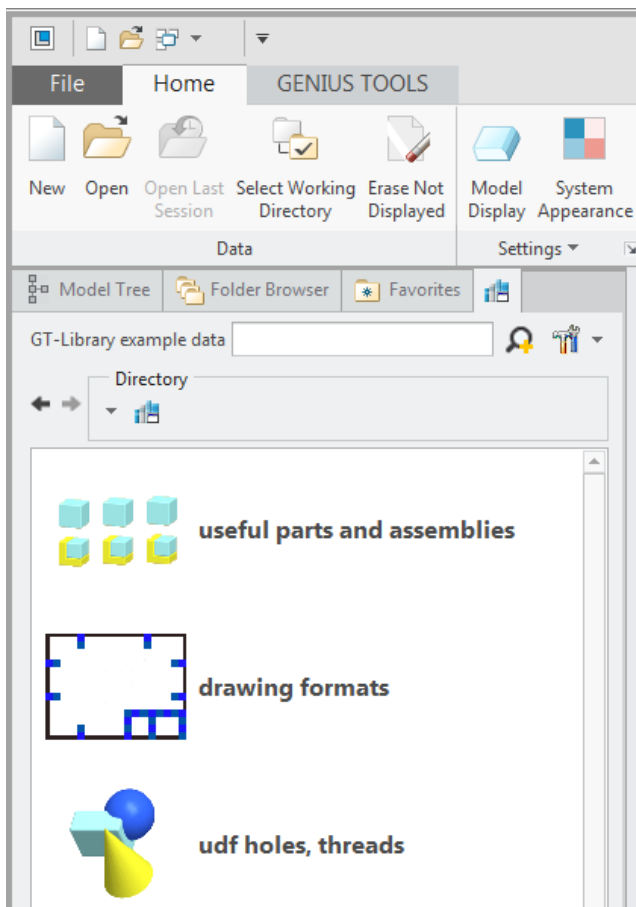 File Home GENIUS TOOLS
New Open Open Last Session Select Working Directory Erase Not Displayed Model Display System Appearance
Data Settings
Model Tree Folder Browser Favorites
GT-Library example data
Directory
useful parts and assemblies
drawing formats
udf holes, threads